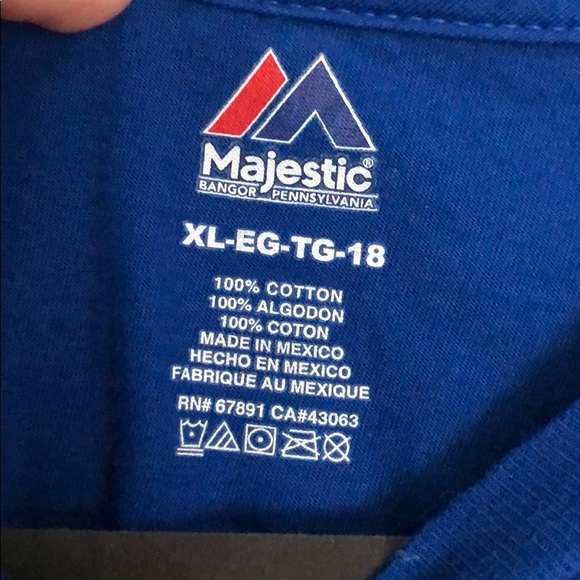 Majestic®
BANGOR, PENNSYLVANIA
XL-EG-TG-18
100% COTTON
100% ALGODON
100% COTON
MADE IN MEXICO
HECHO EN MEXICO
FABRIQUE AU MEXIQUE
RN# 67891 CA#43063